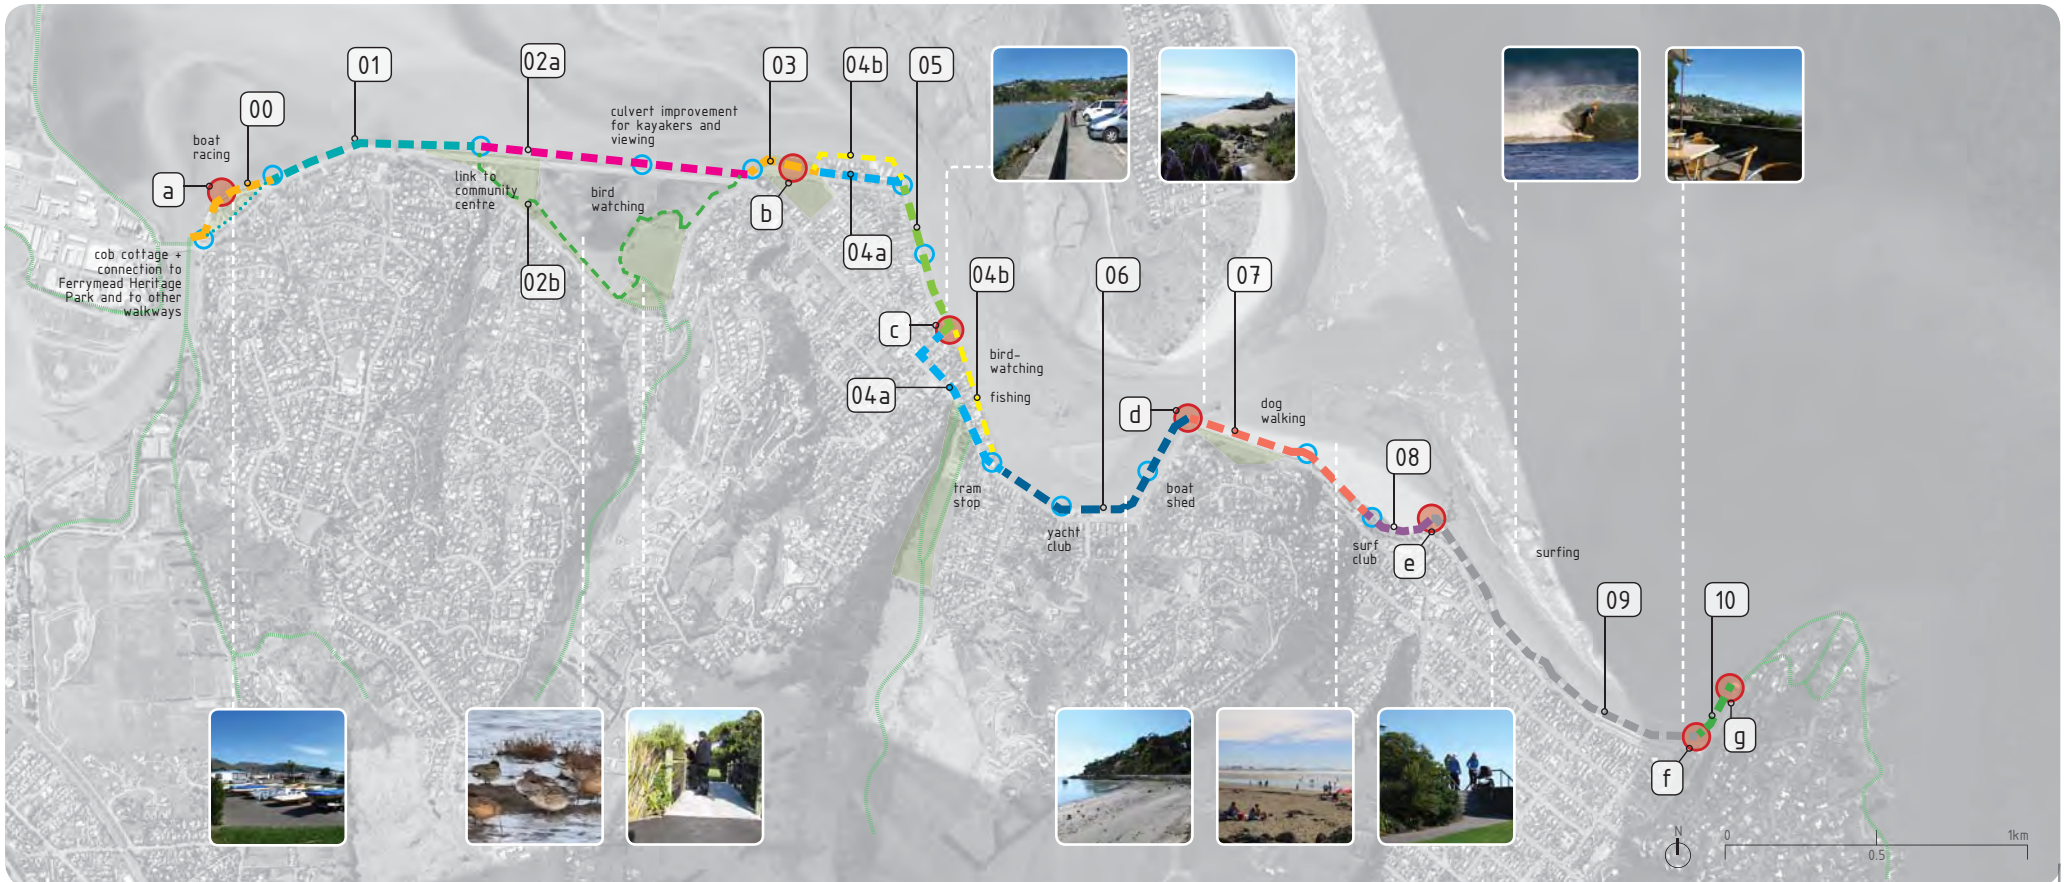 01
02a
03
04b
05
00
boat
racing
culvert improvement
for kayakers and
viewing
a
link to
community
centre
bird
watching
b
04a
cob cottage +
connection to
Ferrymead Heritage
Park and to other
walkways
02b
04b
06
07
c
bird-
watching
fishing
04a
d
dog
walking
08
tram
stop
boat
shed
yacht
club
surf
club
e
surfing
09
10
g
f
N
0
1km
0.5